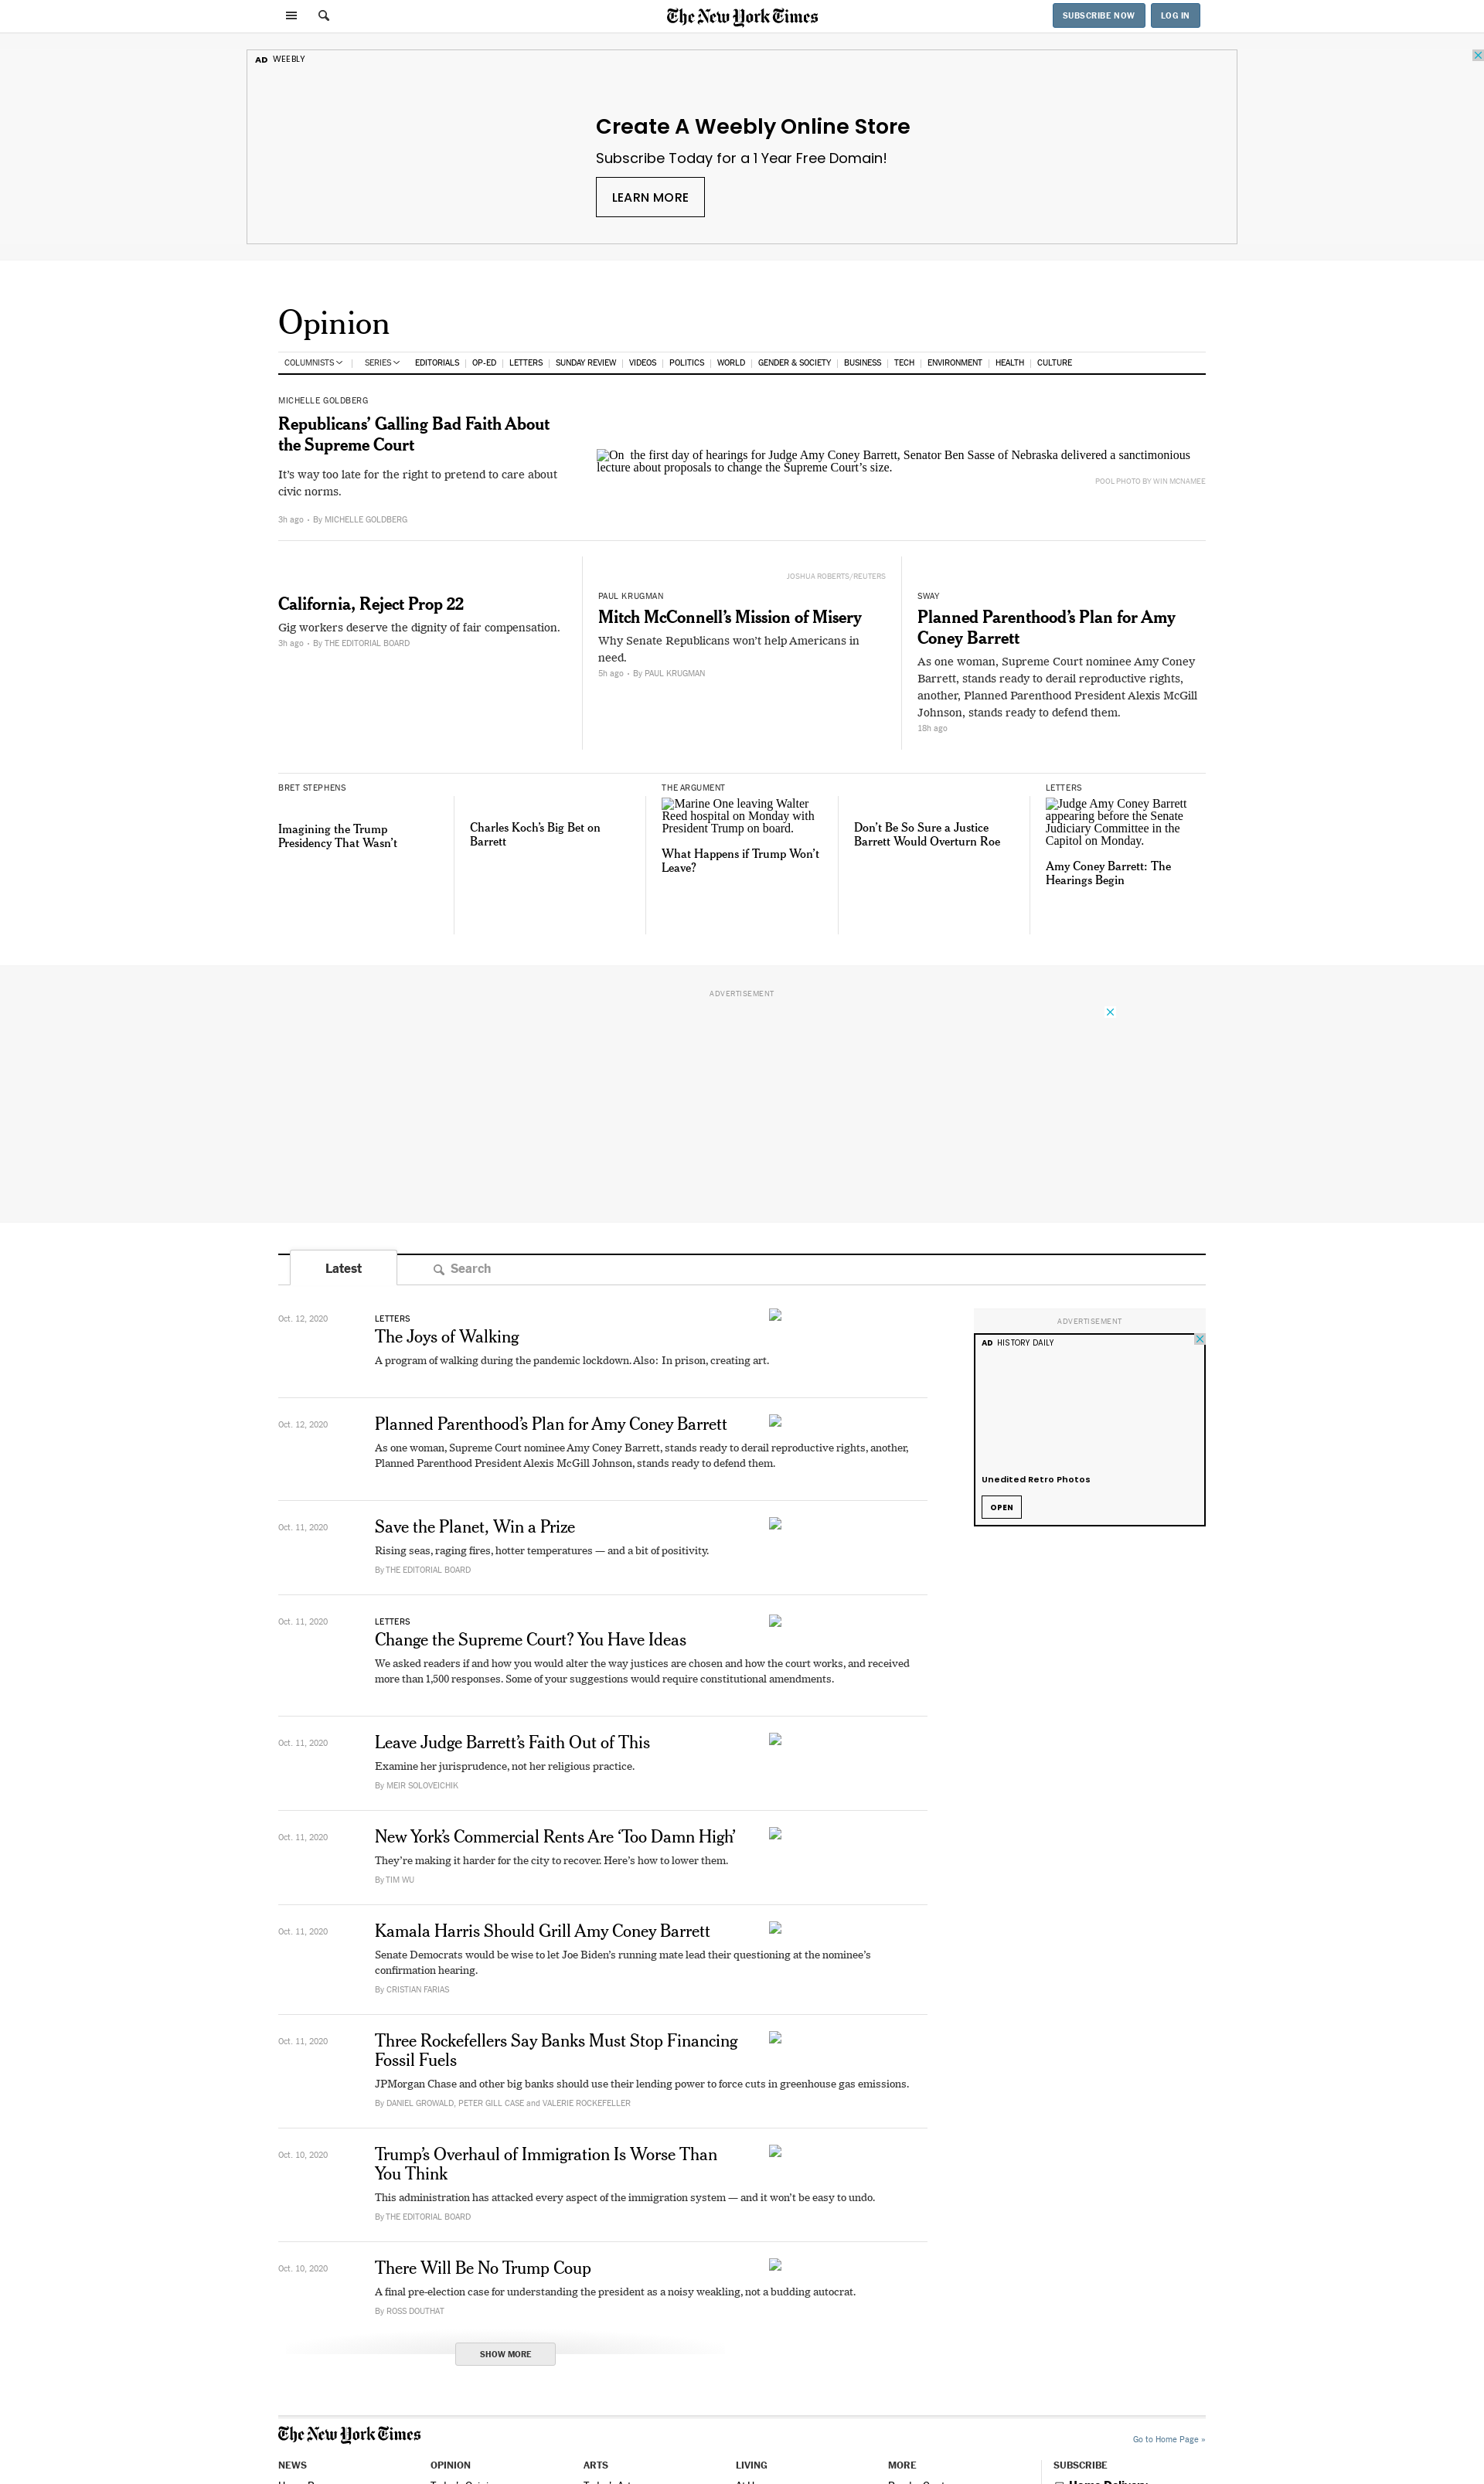 The New York Times
SUBSCRIBE NOW
LOG IN
AD WEEBLY
Create A Weebly Online Store
Subscribe Today for a 1 Year Free Domain!
LEARN MORE
Opinion
COLUMNISTS
SERIES
EDITORIALS
OP-ED
LETTERS
SUNDAY REVIEW
VIDEOS
POLITICS
WORLD
GENDER & SOCIETY
BUSINESS
TECH
ENVIRONMENT
HEALTH
CULTURE
MICHELLE GOLDBERG
Republicans’ Galling Bad Faith About
the Supreme Court
It’s way too late for the right to pretend to care about
civic norms.
3h ago • By MICHELLE GOLDBERG
On the first day of hearings for Judge Amy Coney Barrett, Senator Ben Sasse of Nebraska delivered a sanctimonious
lecture about proposals to change the Supreme Court’s size.
POOL PHOTO BY WIN MCNAMEE
California, Reject Prop 22
Gig workers deserve the dignity of fair compensation.
3h ago • By THE EDITORIAL BOARD
JOSHUA ROBERTS/REUTERS
PAUL KRUGMAN
Mitch McConnell’s Mission of Misery
Why Senate Republicans won’t help Americans in
need.
5h ago • By PAUL KRUGMAN
SWAY
Planned Parenthood’s Plan for Amy
Coney Barrett
As one woman, Supreme Court nominee Amy Coney
Barrett, stands ready to derail reproductive rights,
another, Planned Parenthood President Alexis McGill
Johnson, stands ready to defend them.
18h ago
BRET STEPHENS
Imagining the Trump
Presidency That Wasn’t
Charles Koch’s Big Bet on
Barrett
THE ARGUMENT
Marine One leaving Walter
Reed hospital on Monday with
President Trump on board.
What Happens if Trump Won’t
Leave?
Don’t Be So Sure a Justice
Barrett Would Overturn Roe
LETTERS
Judge Amy Coney Barrett
appearing before the Senate
Judiciary Committee in the
Capitol on Monday.
Amy Coney Barrett: The
Hearings Begin
ADVERTISEMENT
Latest
Search
Oct. 12, 2020
LETTERS
The Joys of Walking
A program of walking during the pandemic lockdown. Also: In prison, creating art.
ADVERTISEMENT
AD HISTORY DAILY
Unedited Retro Photos
OPEN
Oct. 12, 2020
Planned Parenthood’s Plan for Amy Coney Barrett
As one woman, Supreme Court nominee Amy Coney Barrett, stands ready to derail reproductive rights, another,
Planned Parenthood President Alexis McGill Johnson, stands ready to defend them.
Oct. 11, 2020
Save the Planet, Win a Prize
Rising seas, raging fires, hotter temperatures — and a bit of positivity.
By THE EDITORIAL BOARD
Oct. 11, 2020
LETTERS
Change the Supreme Court? You Have Ideas
We asked readers if and how you would alter the way justices are chosen and how the court works, and received
more than 1,500 responses. Some of your suggestions would require constitutional amendments.
Oct. 11, 2020
Leave Judge Barrett’s Faith Out of This
Examine her jurisprudence, not her religious practice.
By MEIR SOLOVEICHIK
Oct. 11, 2020
New York’s Commercial Rents Are ‘Too Damn High’
They’re making it harder for the city to recover. Here’s how to lower them.
By TIM WU
Oct. 11, 2020
Kamala Harris Should Grill Amy Coney Barrett
Senate Democrats would be wise to let Joe Biden’s running mate lead their questioning at the nominee’s
confirmation hearing.
By CRISTIAN FARIAS
Oct. 11, 2020
Three Rockefellers Say Banks Must Stop Financing
Fossil Fuels
JPMorgan Chase and other big banks should use their lending power to force cuts in greenhouse gas emissions.
By DANIEL GROWALD, PETER GILL CASE and VALERIE ROCKEFELLER
Oct. 10, 2020
Trump’s Overhaul of Immigration Is Worse Than
You Think
This administration has attacked every aspect of the immigration system — and it won’t be easy to undo.
By THE EDITORIAL BOARD
Oct. 10, 2020
There Will Be No Trump Coup
A final pre-election case for understanding the president as a noisy weakling, not a budding autocrat.
By ROSS DOUTHAT
SHOW MORE
The New York Times
Go to Home Page »
NEWS
OPINION
ARTS
LIVING
MORE
SUBSCRIBE